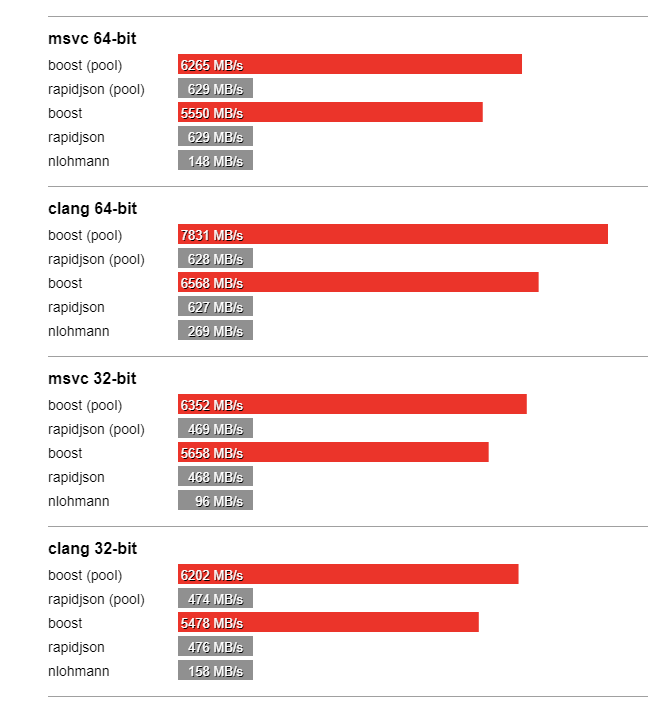 msvc 64-bit
boost (pool) 6265 MB/s
rapidjson (pool) 629 MB/s
boost 5550 MB/s
rapidjson 629 MB/s
nlohmann 148 MB/s
clang 64-bit
boost (pool) 7831 MB/s
rapidjson (pool) 628 MB/s
boost 6568 MB/s
rapidjson 627 MB/s
nlohmann 269 MB/s
msvc 32-bit
boost (pool) 6352 MB/s
rapidjson (pool) 469 MB/s
boost 5658 MB/s
rapidjson 468 MB/s
nlohmann 96 MB/s
clang 32-bit
boost (pool) 6202 MB/s
rapidjson (pool) 474 MB/s
boost 5478 MB/s
rapidjson 476 MB/s
nlohmann 158 MB/s